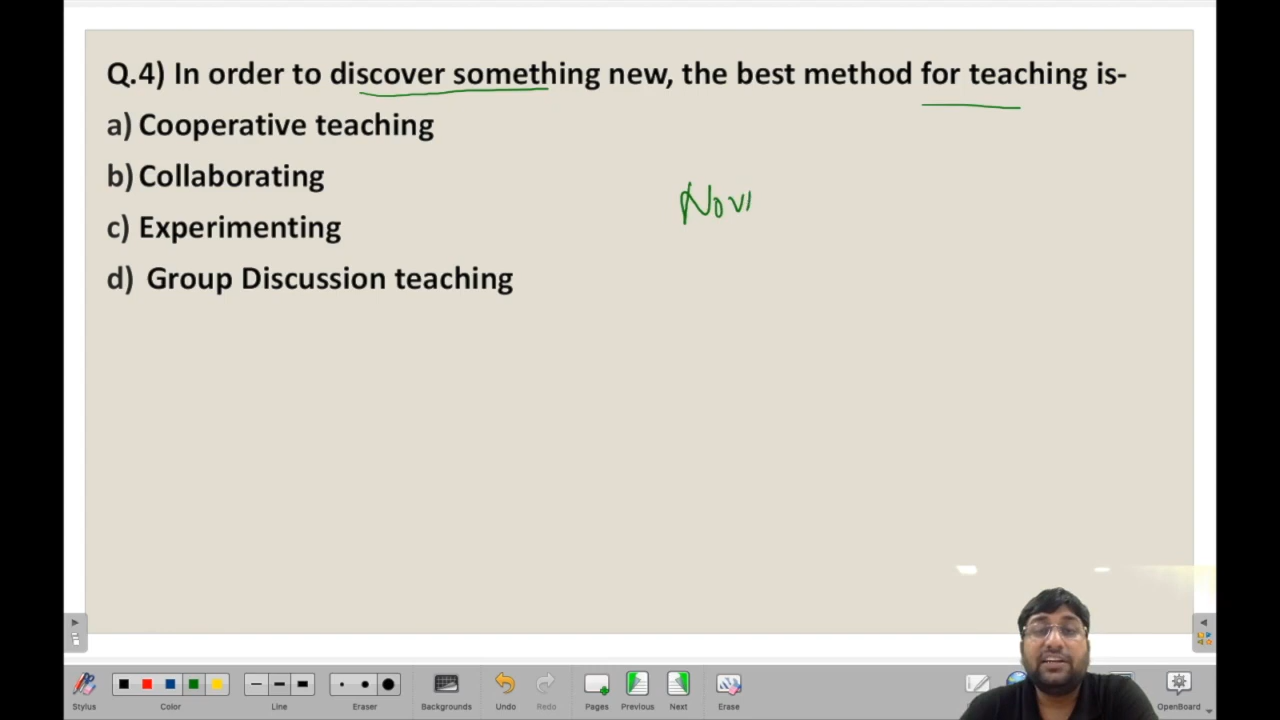 Q.4) In order to discover something new, the best method for teaching is-
a) Cooperative teaching
b) Collaborating
c) Experimenting
d) Group Discussion teaching
Stylus
Color
Line
Eraser
Backgrounds
Undo
Redo
Pages
Previous
Next
Erase
OpenBoard